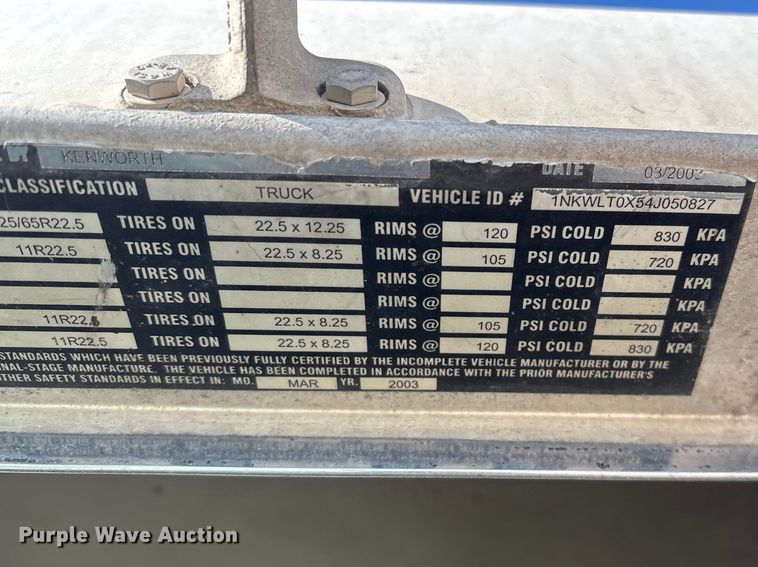 KENWORTH DATE 03/2003
CLASSIFICATION TRUCK VEHICLE ID # 1NKWLT0X54J050827
25/65R22.5 TIRES ON 22.5 x 12.25 RIMS @ 120 PSI COLD 830 KPA
11R22.5 TIRES ON 22.5 x 8.25 RIMS @ 105 PSI COLD 720 KPA
TIRES ON RIMS @ PSI COLD KPA
TIRES ON RIMS @ PSI COLD KPA
11R22.5 TIRES ON 22.5 x 8.25 RIMS @ 105 PSI COLD 720 KPA
11R22.5 TIRES ON 22.5 x 8.25 RIMS @ 120 PSI COLD 830 KPA
STANDARDS WHICH HAVE BEEN PREVIOUSLY FULLY CERTIFIED BY THE INCOMPLETE VEHICLE MANUFACTURER OR BY THE
NAL-STAGE MANUFACTURE. THE VEHICLE HAS BEEN COMPLETED IN ACCORDANCE WITH THE PRIOR MANUFACTURER'S
THER SAFETY STANDARDS IN EFFECT IN: MO. MAR YR. 2003
Purple Wave Auction